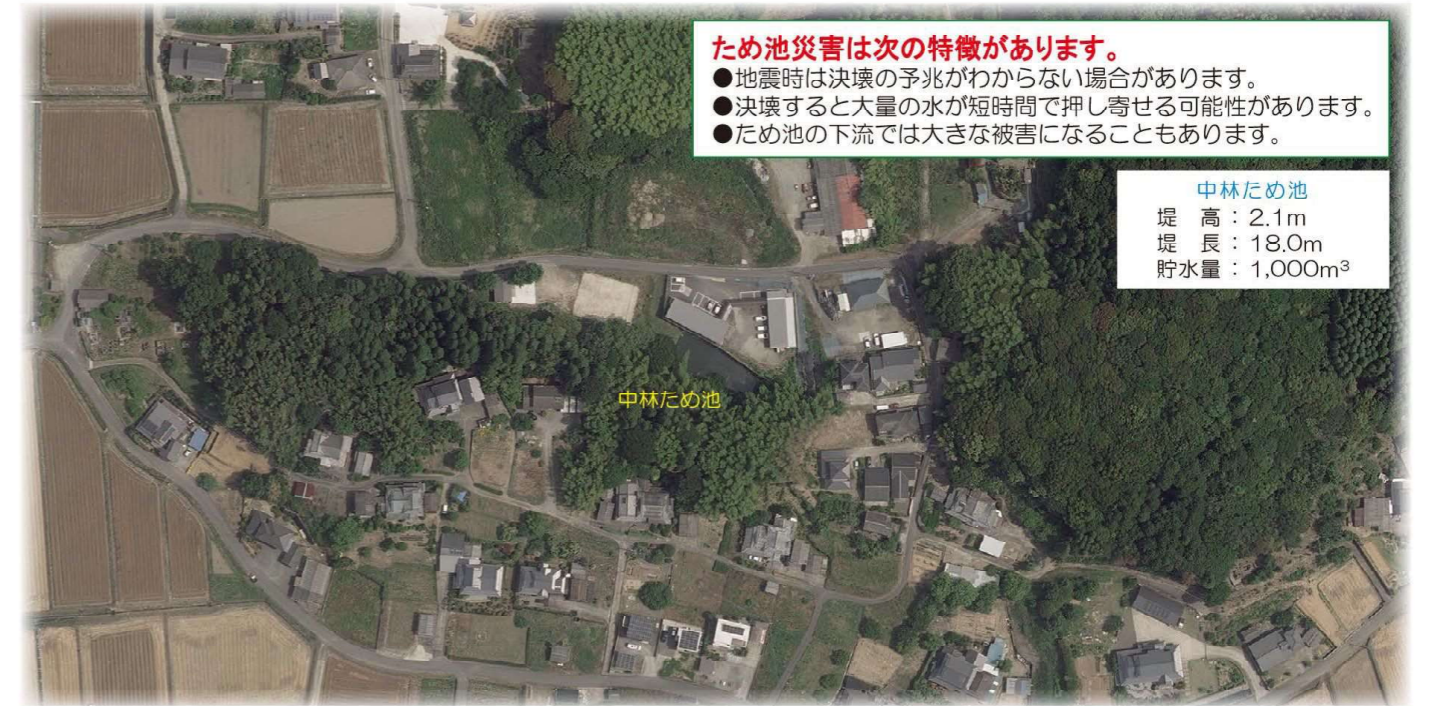 ため池災害は次の特徴があります。
●地震時は決壊の予兆がわからない場合があります。
●決壊すると大量の水が短時間で押し寄せる可能性があります。
●ため池の下流では大きな被害になることもあります。
中林ため池
堤　高：2.1m
堤　長：18.0m
貯水量：1,000m³
中林ため池